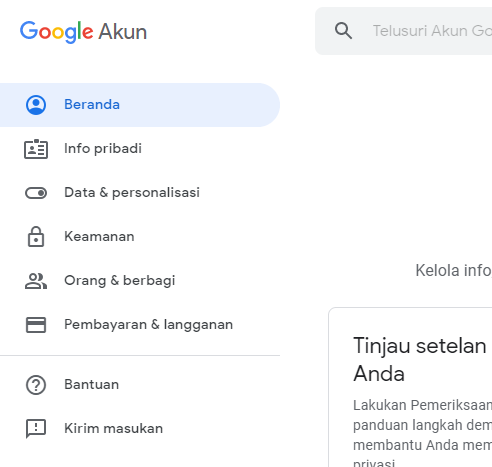 Google Akun
Telusuri Akun Go
Beranda
Info pribadi
Data & personalisasi
Keamanan
Orang & berbagi
Pembayaran & langganan
Bantuan
Kirim masukan
Kelola info
Tinjau setelan
Anda
Lakukan Pemeriksaan
panduan langkah dem
membantu Anda mem
privasi